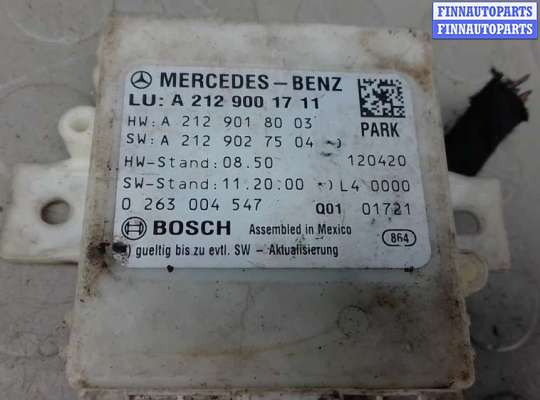 FINNAUTOPARTS
FINNAUTOPARTS
MERCEDES-BENZ
LU: A 212 900 17 11
HW: A 212 901 80 03
PARK
SW: A 212 902 75 04 *)
HW-Stand: 08.50 120420
SW-Stand: 11.20.00 *) L4 0000
0 263 004 547 Q01 01721
BOSCH Assembled in Mexico 864
*) gueltig bis zu evtl. SW - Aktualisierung